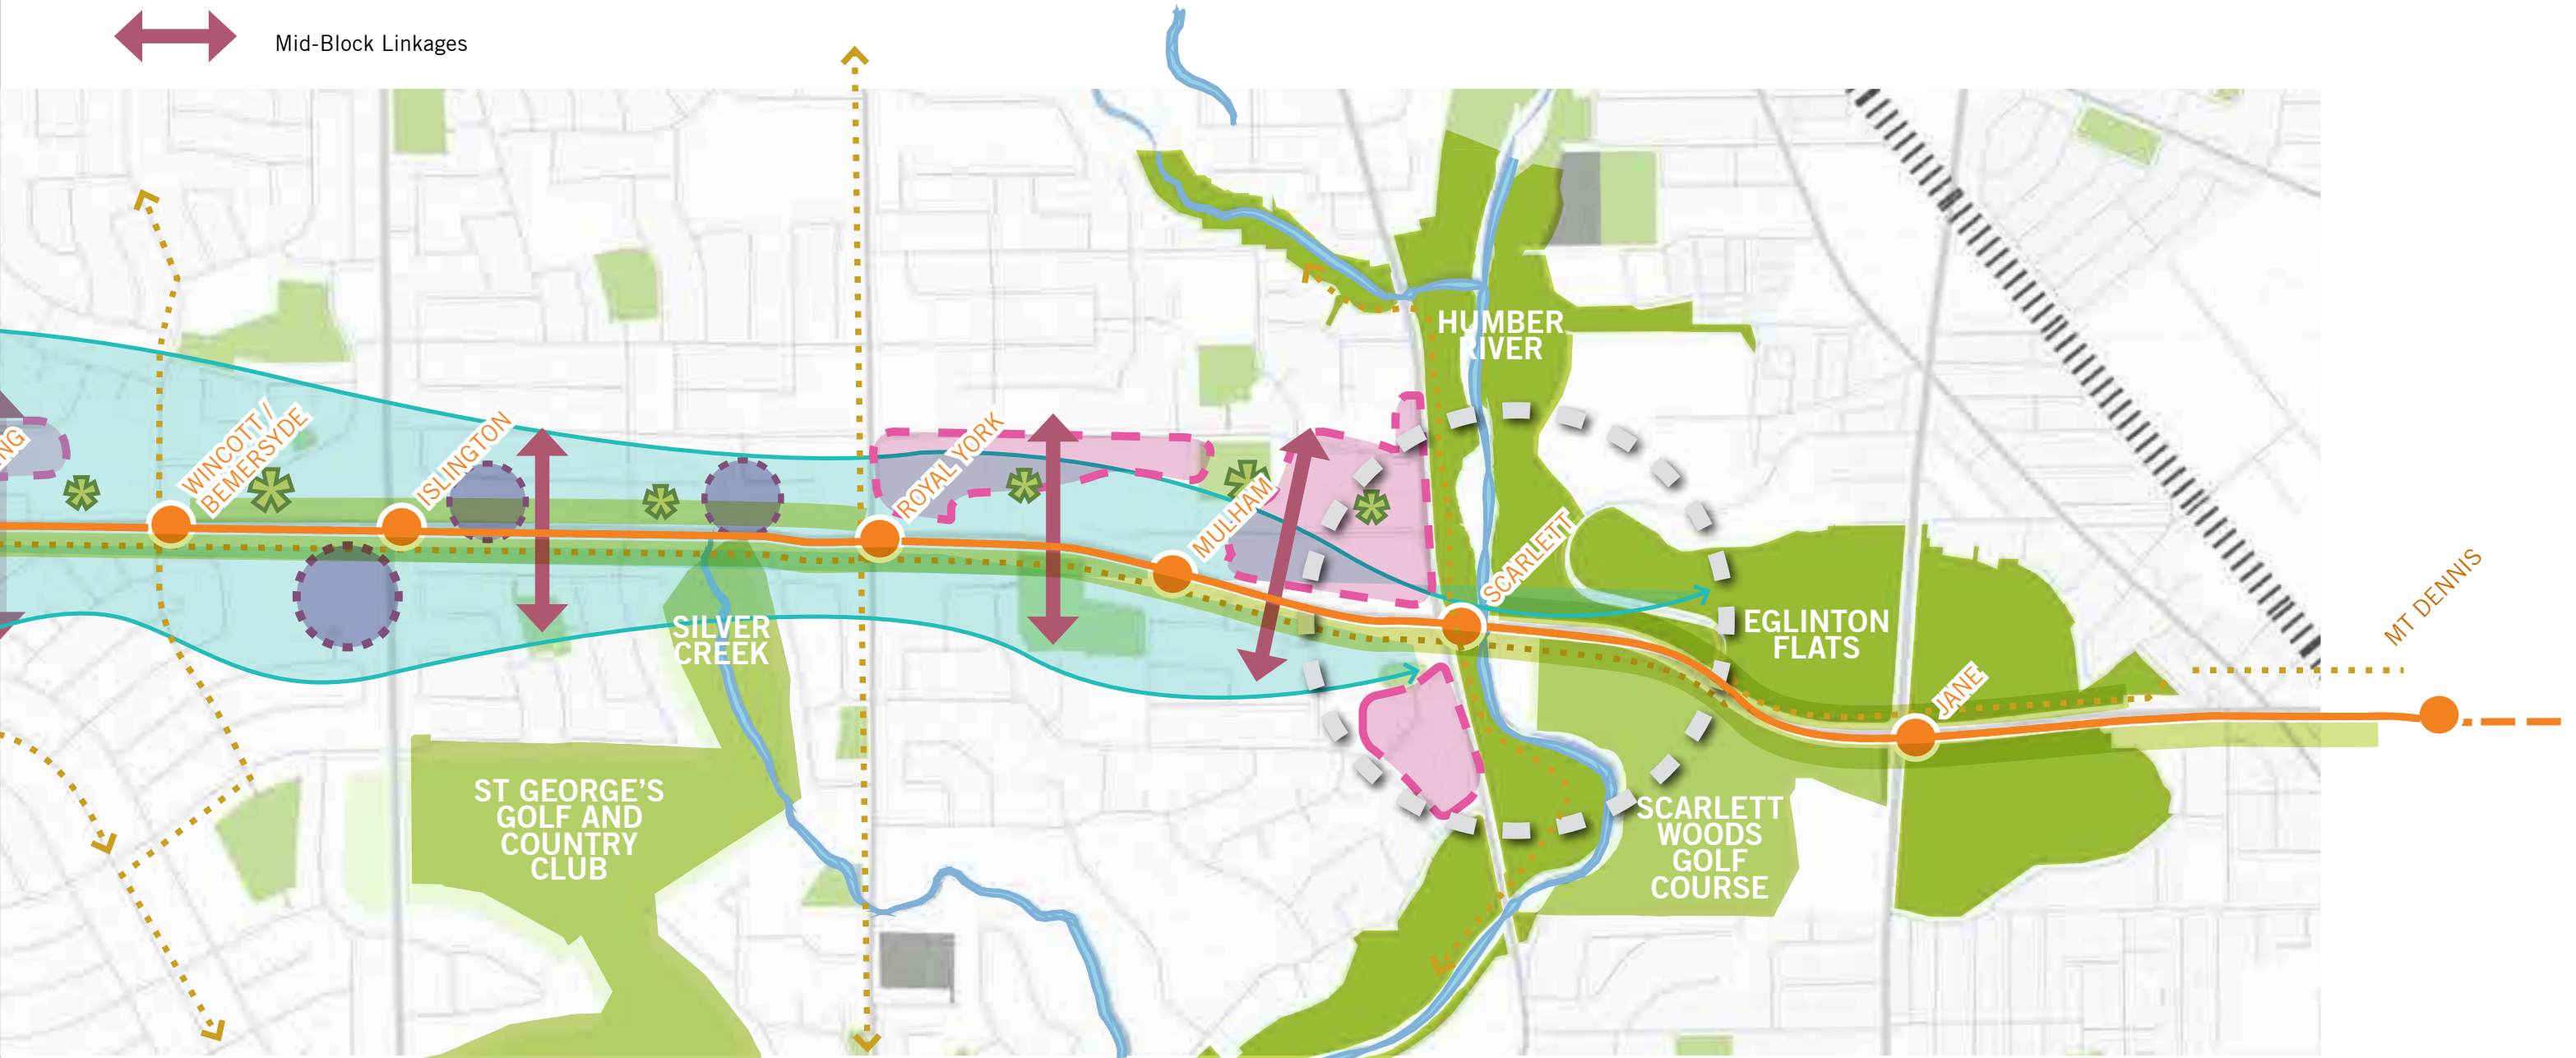 Mid-Block Linkages
HUMBER
RIVER
NG
WINCOTT /
BEMERSYDE
ISLINGTON
ROYAL YORK
MULHAM
SCARLETT
MT DENNIS
SILVER
CREEK
EGLINTON
FLATS
JANE
ST GEORGE'S
GOLF AND
COUNTRY
CLUB
SCARLETT
WOODS
GOLF
COURSE